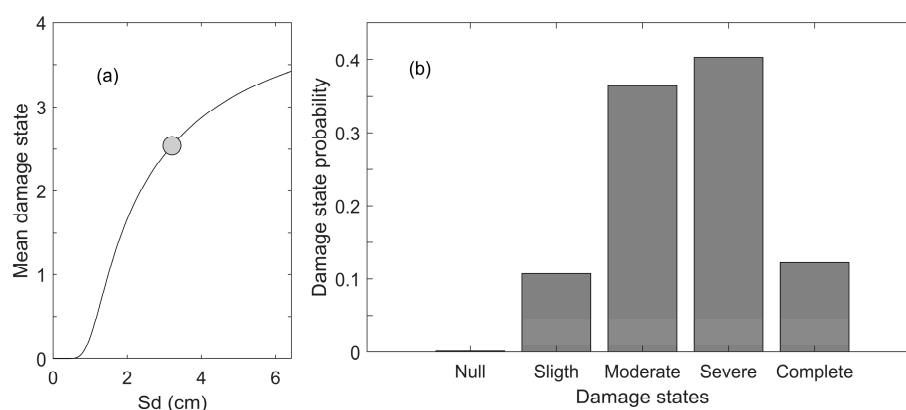 (a)
Mean damage state
4
3
2
1
0
0 2 4 6
Sd (cm)
(b)
Damage state probability
0.4
0.3
0.2
0.1
0
Null Sligth Moderate Severe Complete
Damage states